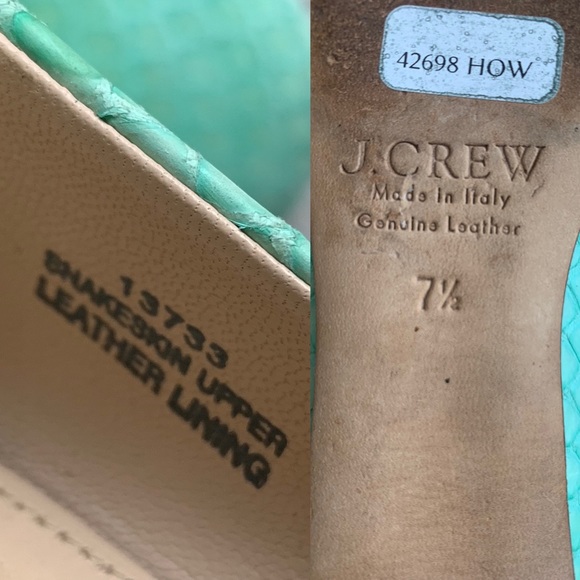 13733
SNAKESKIN UPPER
LEATHER LINING
42698 HOW
J.CREW
Made in Italy
Genuine Leather
7½